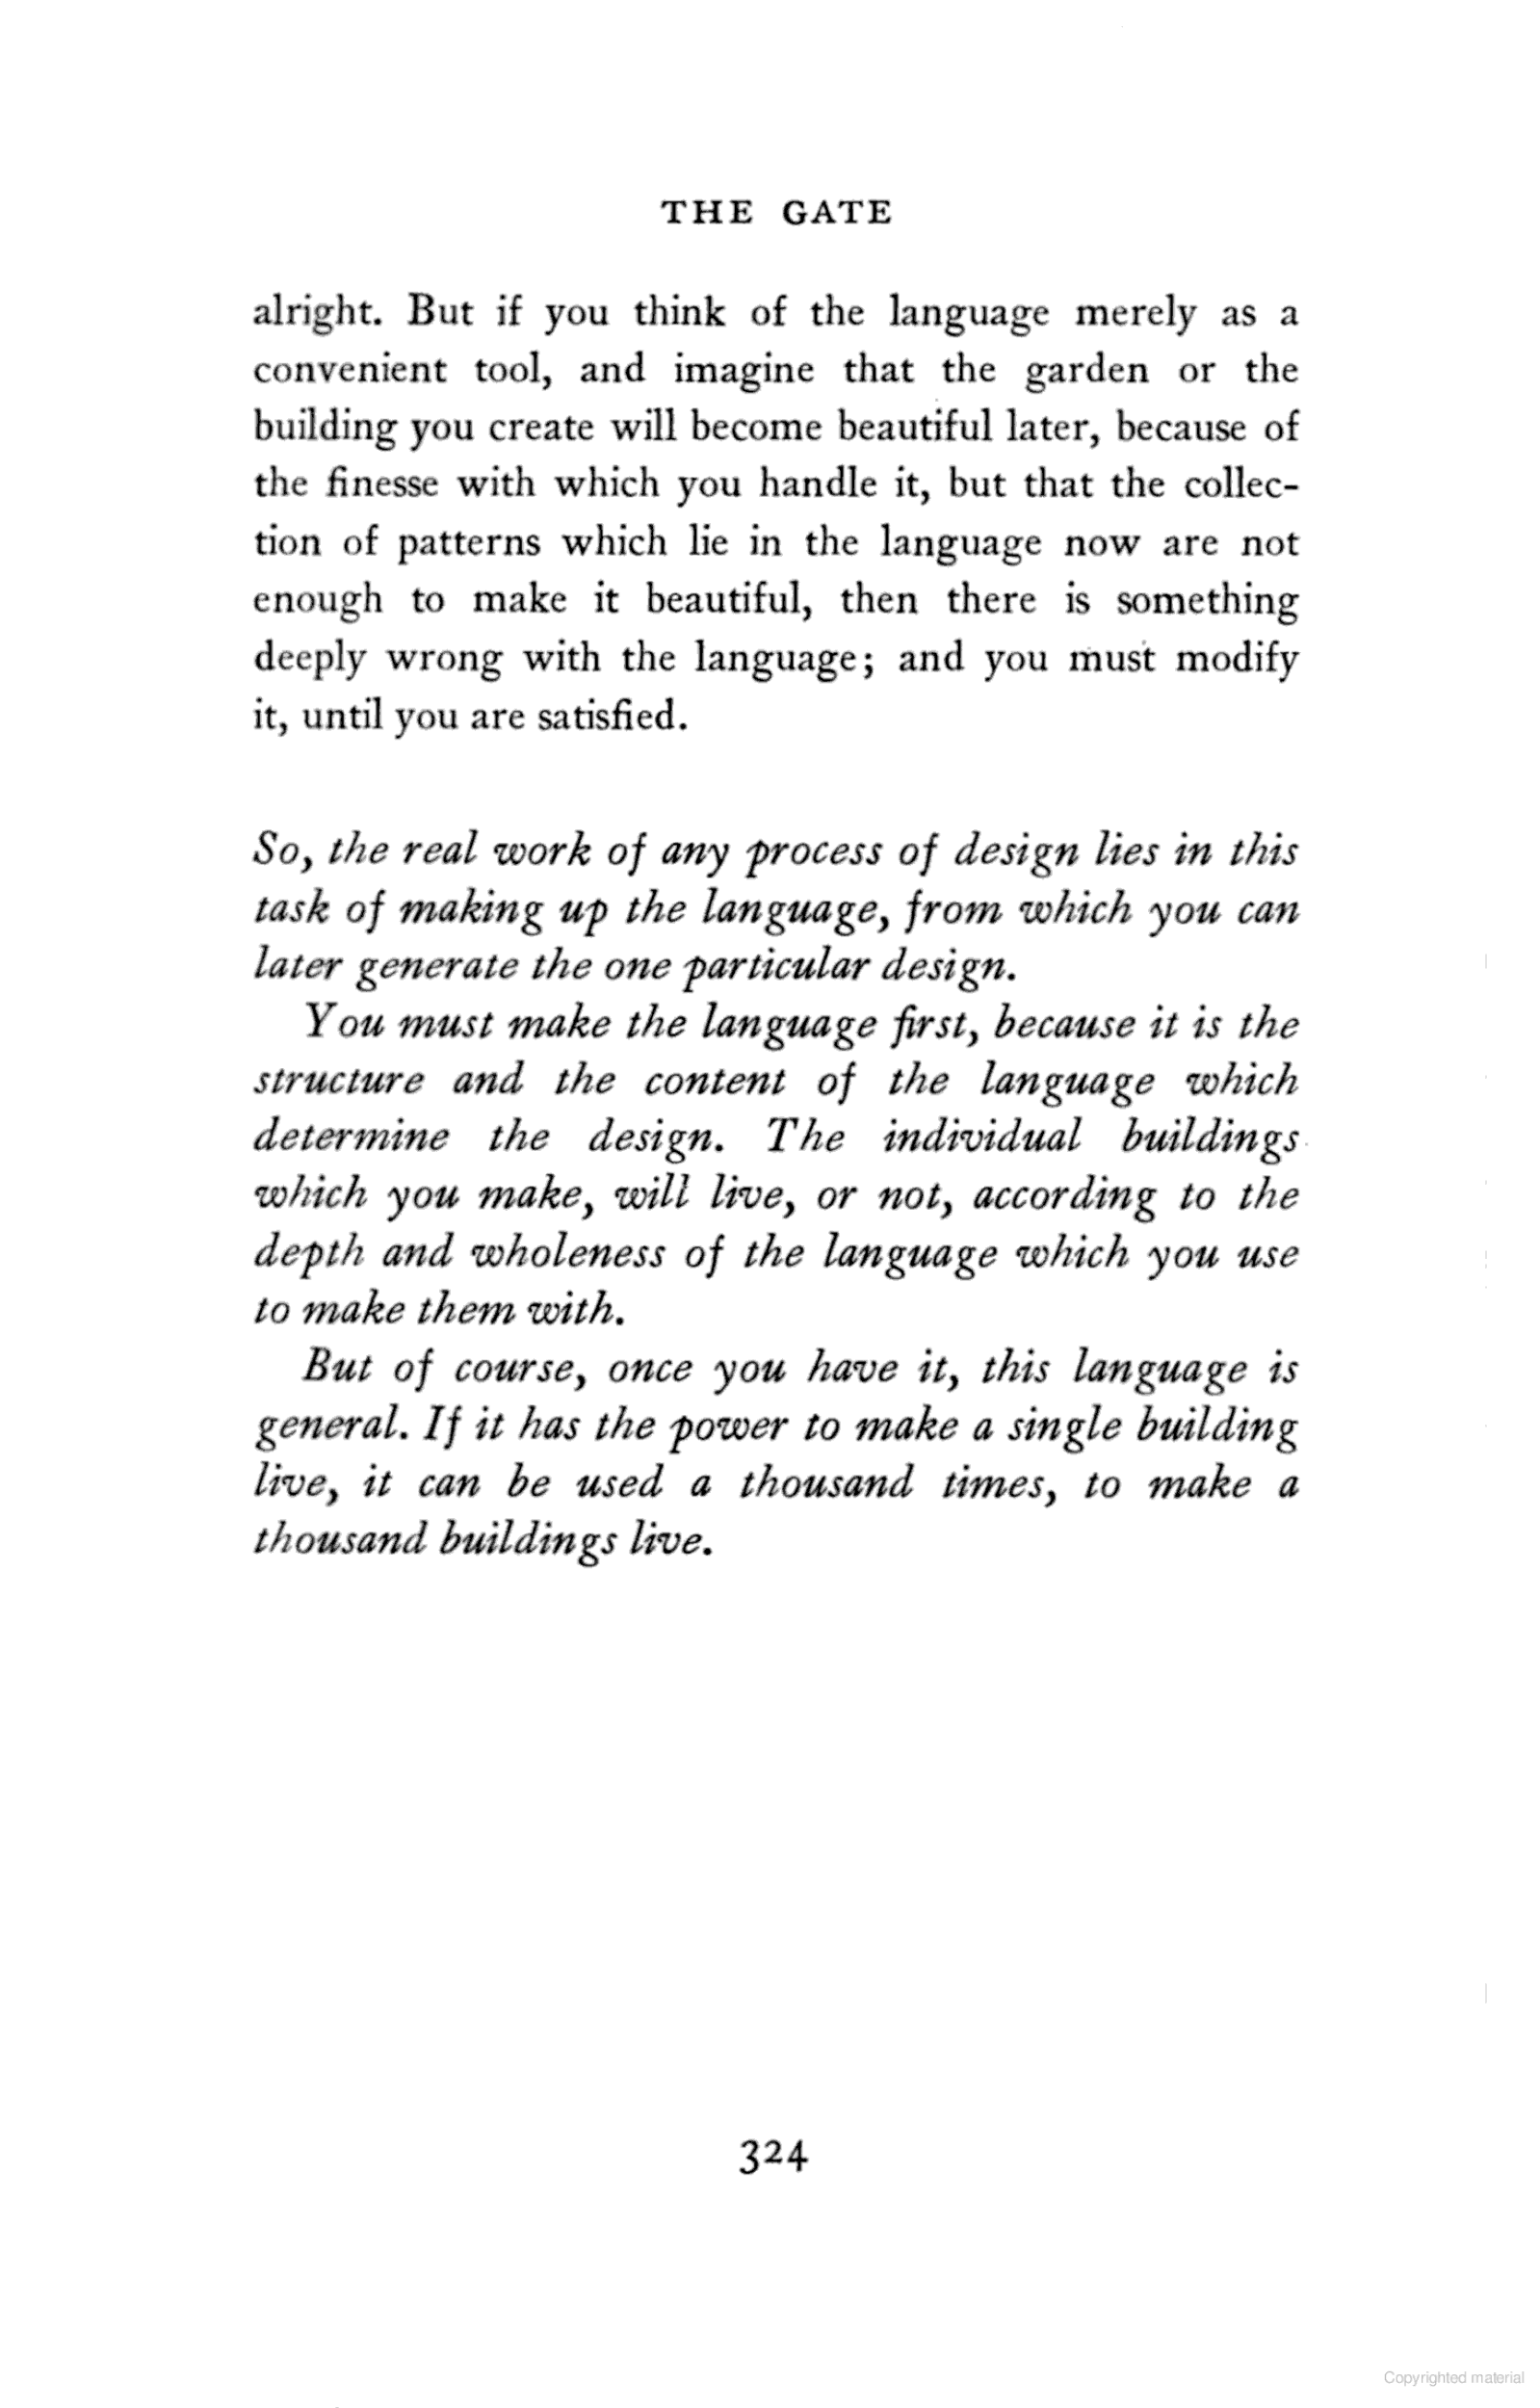 THE GATE
alright. But if you think of the language merely as a
convenient tool, and imagine that the garden or the
building you create will become beautiful later, because of
the finesse with which you handle it, but that the collec-
tion of patterns which lie in the language now are not
enough to make it beautiful, then there is something
deeply wrong with the language; and you must modify
it, until you are satisfied.
So, the real work of any process of design lies in this
task of making up the language, from which you can
later generate the one particular design.
You must make the language first, because it is the
structure and the content of the language which
determine the design. The individual buildings
which you make, will live, or not, according to the
depth and wholeness of the language which you use
to make them with.
But of course, once you have it, this language is
general. If it has the power to make a single building
live, it can be used a thousand times, to make a
thousand buildings live.
324
Copyrighted material